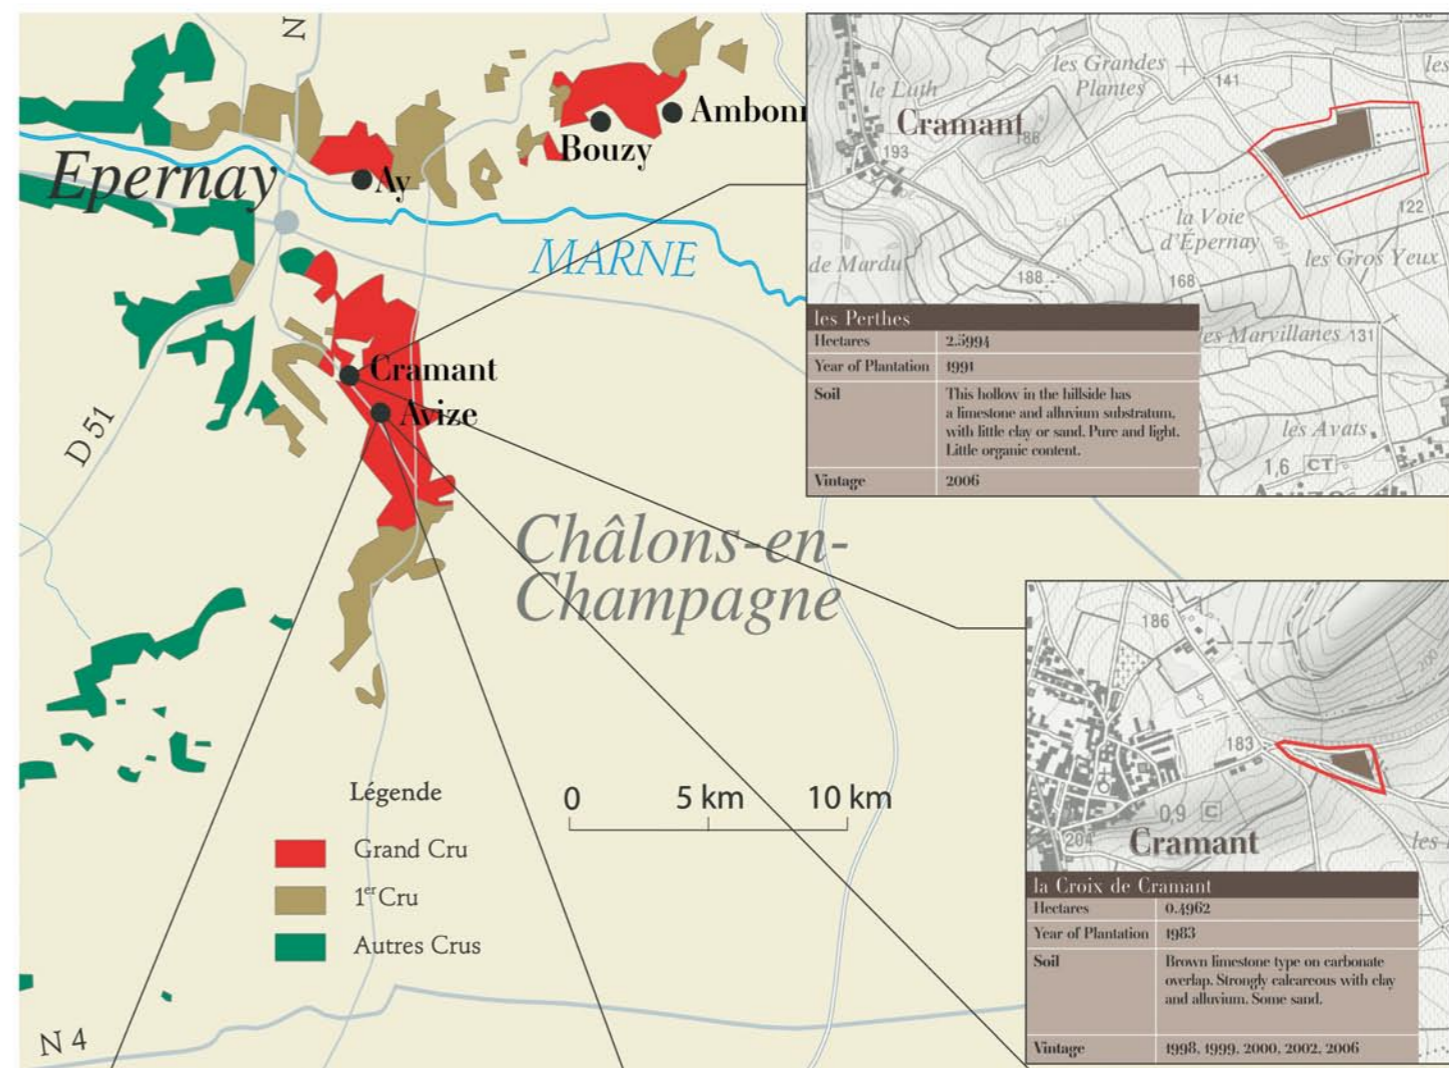 N
Ambonn
Bouzy
Epernay
Ay
MARNE
Cramant
Avize
D 51
Châlons-en-
Champagne
Légende
Grand Cru
1er Cru
Autres Crus
0 5 km 10 km
N 4
les Grandes
Plantes
141
les
le Luth
Cramant
186
193
122
la Voie
d'Épernay
les Gros Yeux
de Mardu
188
168
les Marvillanes 131
les Avats
1,6 CT
Avize
les Perthes
Hectares 2.5994
Year of Plantation 1991
Soil This hollow in the hillside has
a limestone and alluvium substratum,
with little clay or sand. Pure and light.
Little organic content.
Vintage 2006
186
200
183
0,9 C
204
Cramant
les
la Croix de Cramant
Hectares 0.4962
Year of Plantation 1983
Soil Brown limestone type on carbonate
overlap. Strongly calcareous with clay
and alluvium. Some sand.
Vintage 1998, 1999, 2000, 2002, 2006